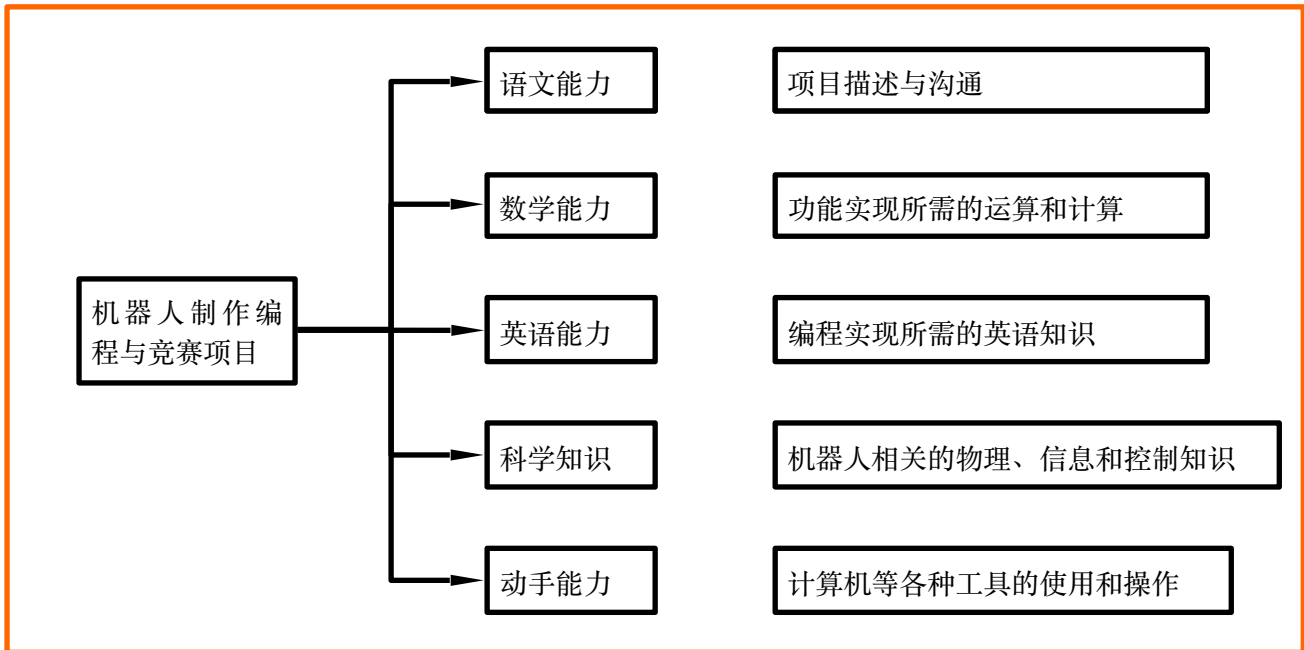 语文能力
项目描述与沟通
数学能力
功能实现所需的运算和计算
机器人制作编
程与竞赛项目
英语能力
编程实现所需的英语知识
科学知识
机器人相关的物理、信息和控制知识
动手能力
计算机等各种工具的使用和操作